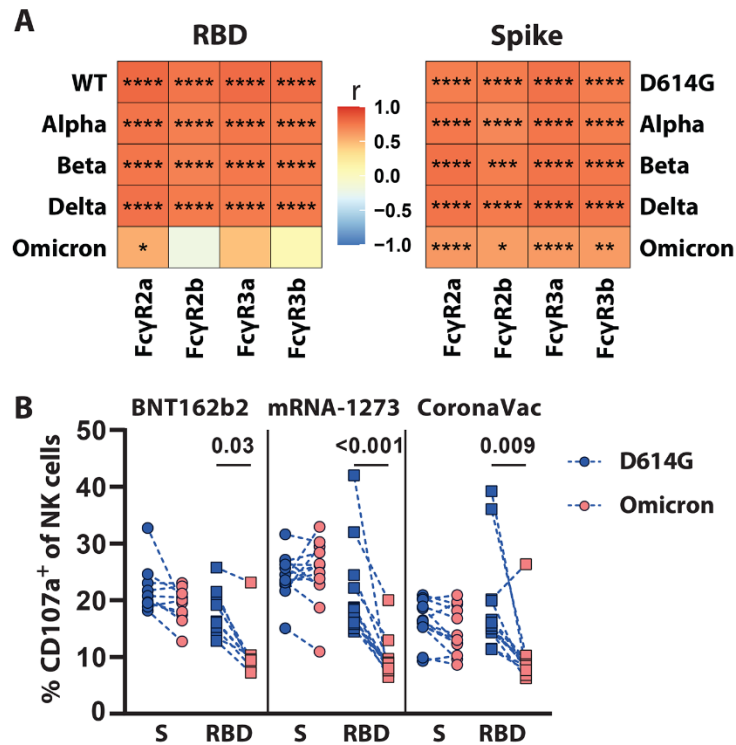 A
RBD
Spike
WT **** **** **** ****
Alpha **** **** **** ****
Beta **** **** **** ****
Delta **** **** **** ****
Omicron *
r
1.0
0.5
0.0
−0.5
−1.0
**** **** **** **** D614G
**** **** **** **** Alpha
**** *** **** **** Beta
**** **** **** **** Delta
**** * **** ** Omicron
FcγR2a FcγR2b FcγR3a FcγR3b
FcγR2a FcγR2b FcγR3a FcγR3b
B
BNT162b2 mRNA-1273 CoronaVac
0.03 <0.001 0.009
% CD107a+ of NK cells
50
40
30
20
10
0
S RBD S RBD S RBD
D614G
Omicron